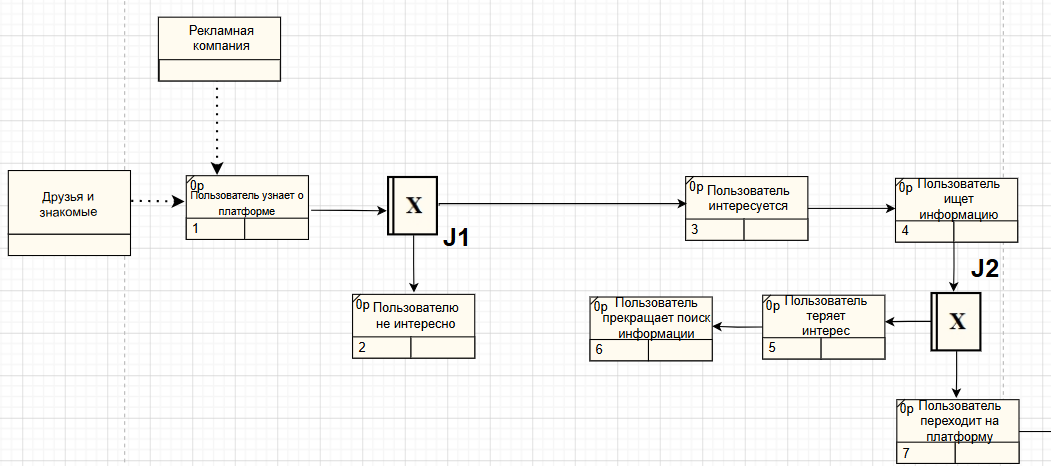 Рекламная
компания
Друзья и
знакомые
0р
Пользователь узнает о
платформе
1
X
J1
0р
Пользователю
не интересно
2
0р
Пользователь
интересуется
3
0р
Пользователь
ищет
информацию
4
J2
X
0р
Пользователь
теряет
интерес
5
0р
Пользователь
прекращает поиск
информации
6
0р
Пользователь
переходит на
платформу
7